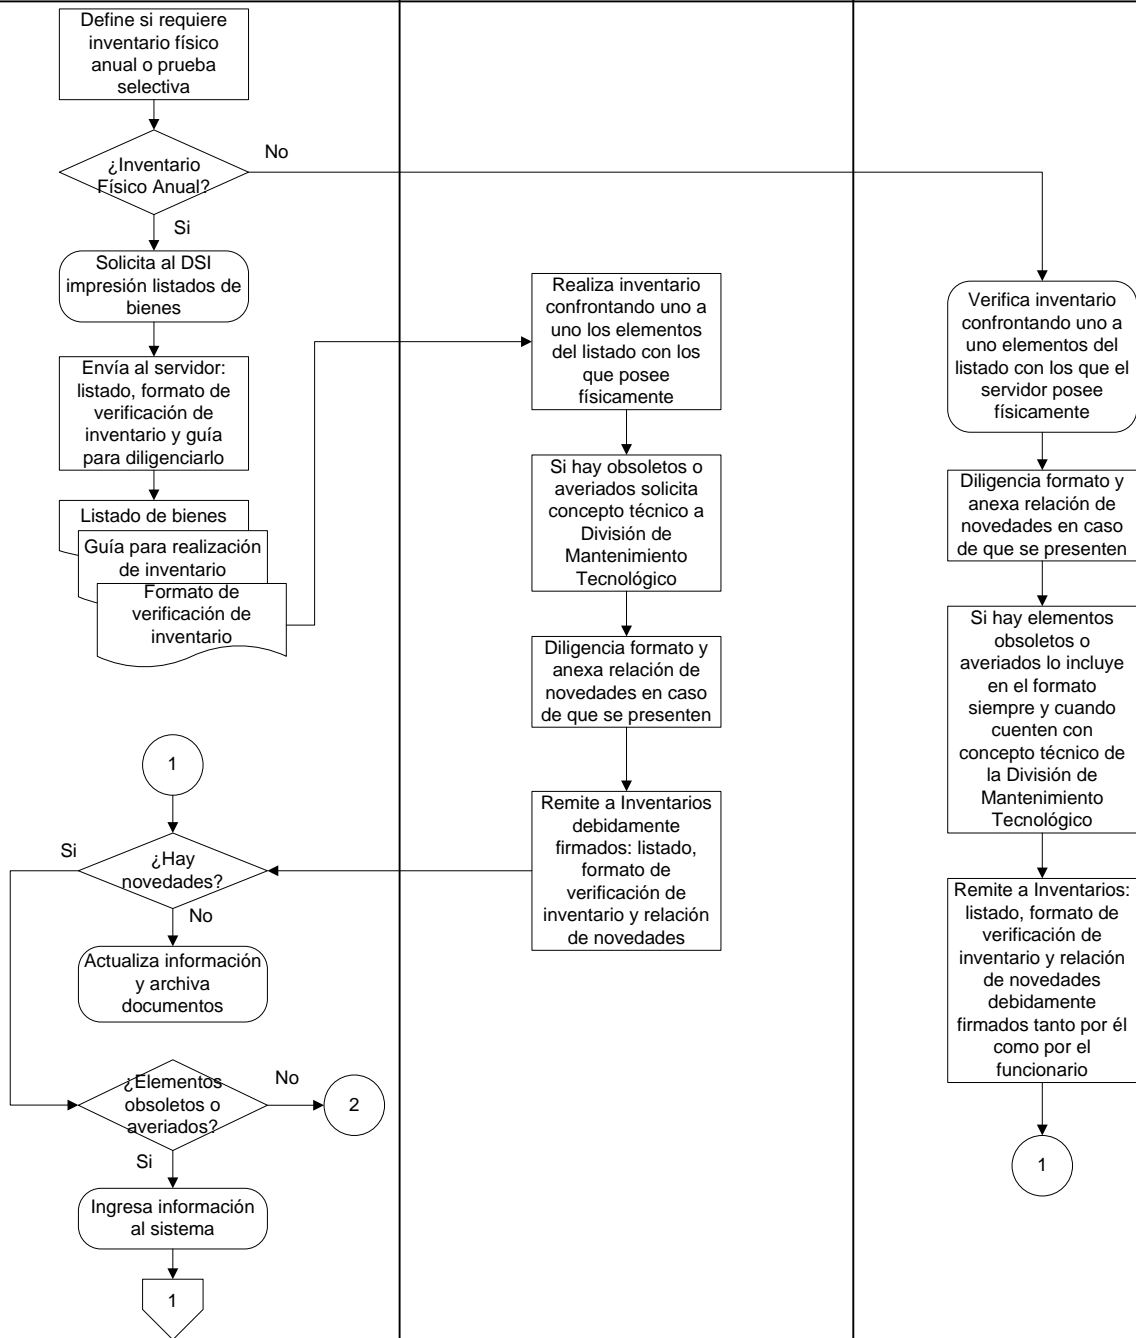 Define si requiere
inventario físico
anual o prueba
selectiva
¿Inventario
Físico Anual?
No
Si
Solicita al DSI
impresión listados de
bienes
Envía al servidor:
listado, formato de
verificación de
inventario y guía
para diligenciarlo
Listado de bienes
Guía para realización
de inventario
Formato de
verificación de
inventario
1
¿Hay
novedades?
Si
No
Actualiza información
y archiva
documentos
¿Elementos
obsoletos o
averiados?
No
2
Si
Ingresa información
al sistema
1
Realiza inventario
confrontando uno a
uno los elementos
del listado con los
que posee
físicamente
Si hay obsoletos o
averiados solicita
concepto técnico a
División de
Mantenimiento
Tecnológico
Diligencia formato y
anexa relación de
novedades en caso
de que se presenten
Remite a Inventarios
debidamente
firmados: listado,
formato de
verificación de
inventario y relación
de novedades
Verifica inventario
confrontando uno a
uno elementos del
listado con los que el
servidor posee
físicamente
Diligencia formato y
anexa relación de
novedades en caso
de que se presenten
Si hay elementos
obsoletos o
averiados lo incluye
en el formato
siempre y cuando
cuenten con
concepto técnico de
la División de
Mantenimiento
Tecnológico
Remite a Inventarios:
listado, formato de
verificación de
inventario y relación
de novedades
debidamente
firmados tanto por él
como por el
funcionario
1